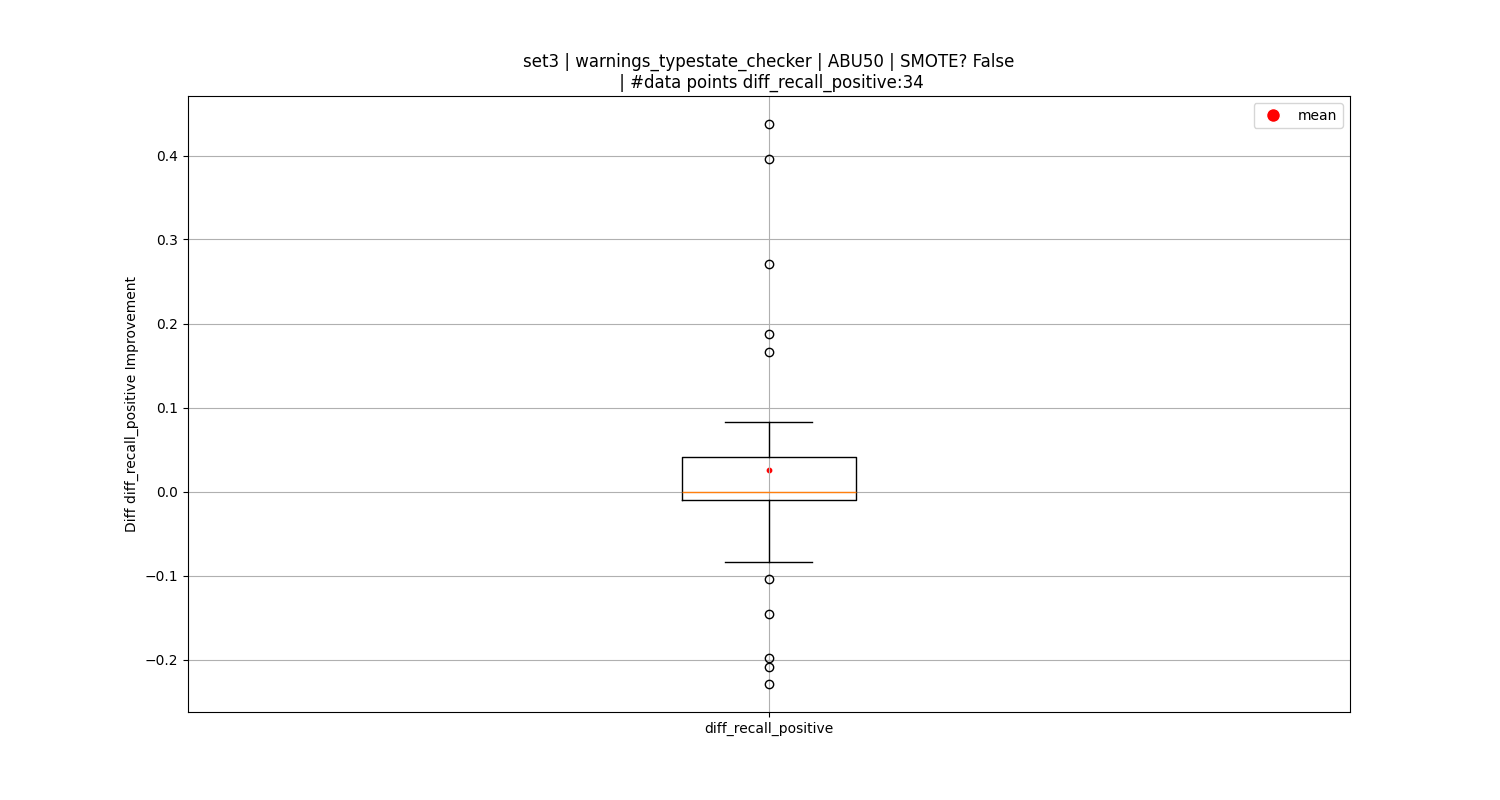 set3 | warnings_typestate_checker | ABU50 | SMOTE? False
| #data points diff_recall_positive:34
mean
0.4
0.3
0.2
0.1
0.0
−0.1
−0.2
Diff diff_recall_positive Improvement
diff_recall_positive